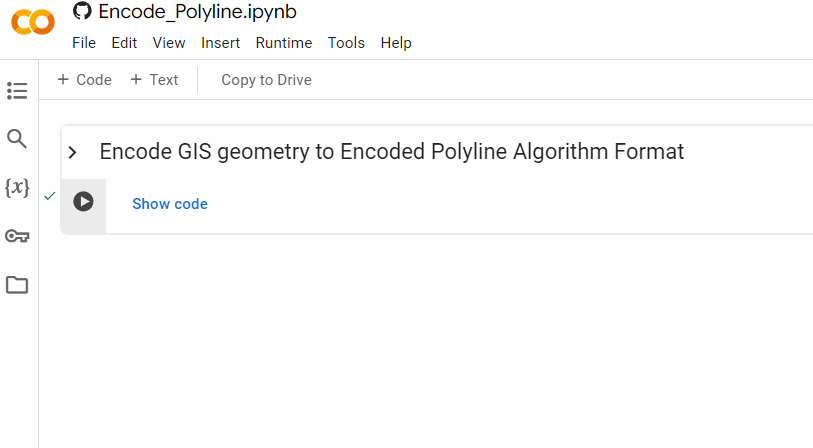 Encode_Polyline.ipynb
File Edit View Insert Runtime Tools Help
+ Code + Text Copy to Drive
Encode GIS geometry to Encoded Polyline Algorithm Format
{x}
Show code